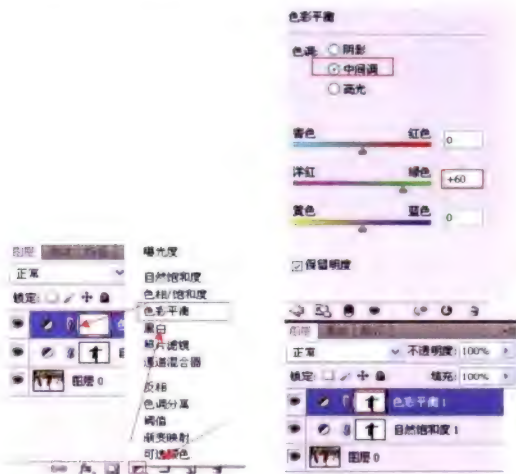 色彩平衡
色调: 阴影
中间调
高光
青色 红色 0
洋红 绿色 +60
黄色 蓝色 0
保留明度
图层
正常 不透明度: 100%
锁定: 填充: 100%
色彩平衡 1
自然饱和度 1
图层 0
图层
正常
锁定:
图层 0
曝光度
自然饱和度
色相/饱和度
色彩平衡
黑白
照片滤镜
通道混合器
反相
色调分离
阈值
渐变映射
可选颜色